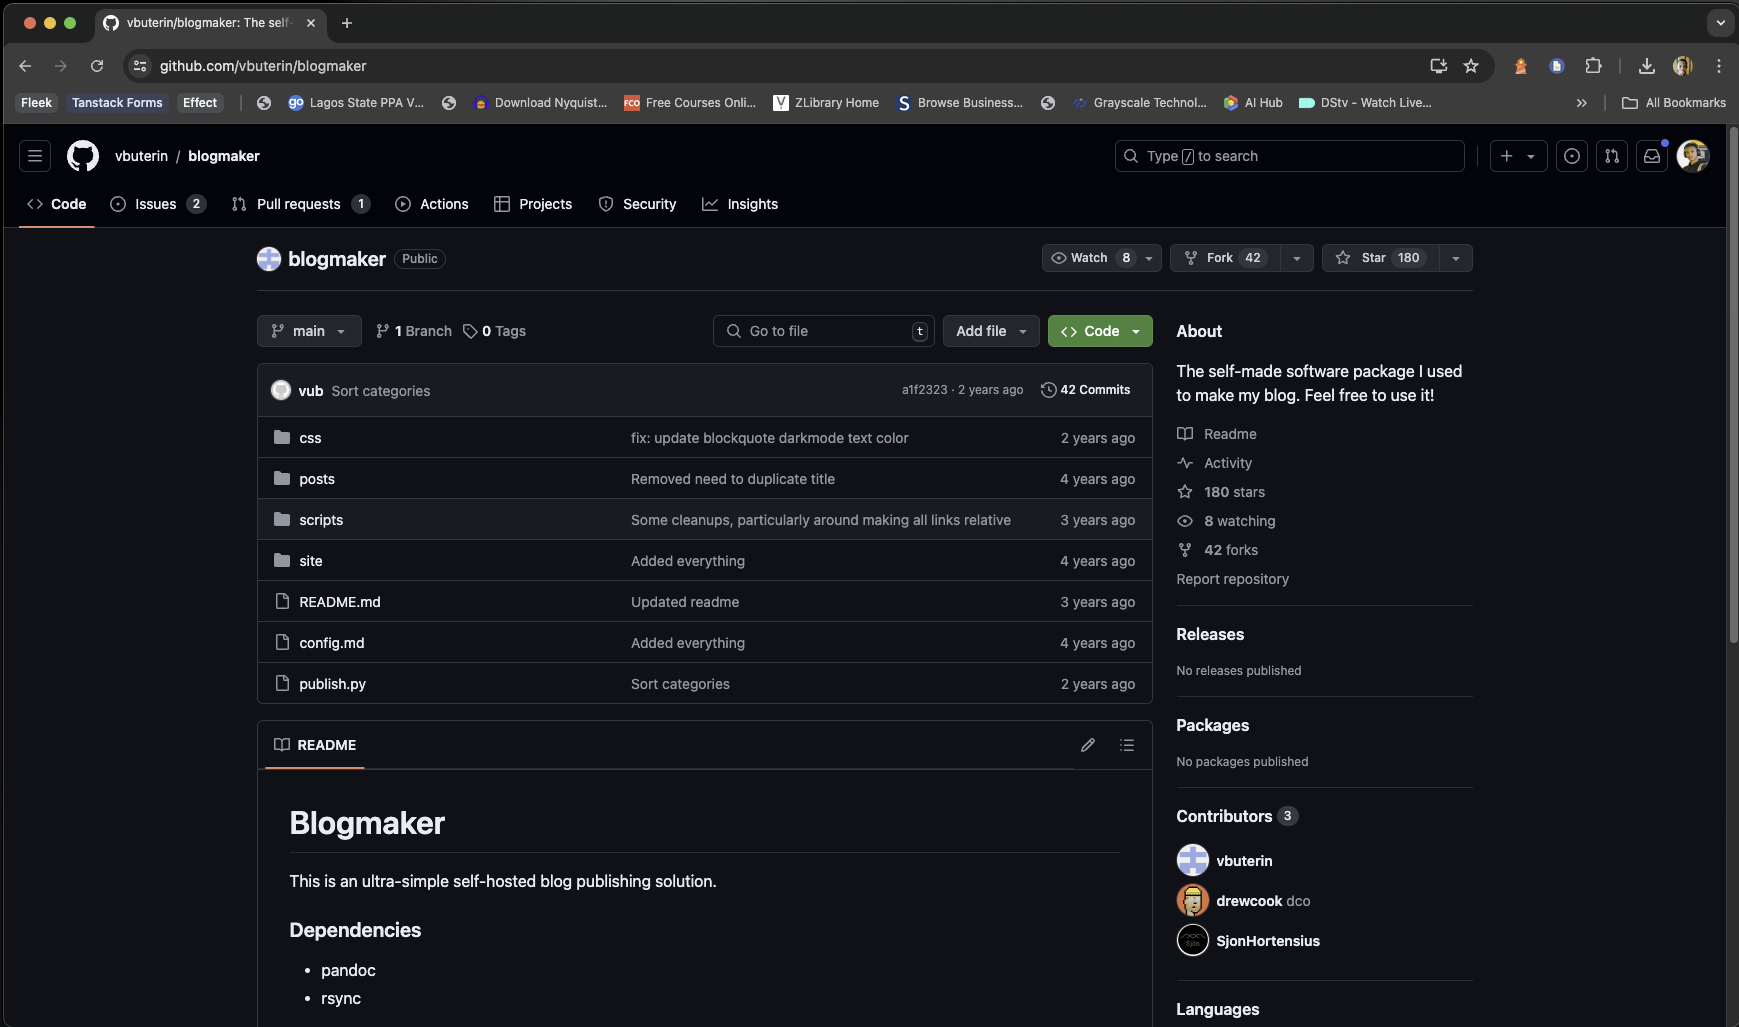 vbuterin/blogmaker: The self-
github.com/vbuterin/blogmaker
Fleek Tanstack Forms Effect Lagos State PPA V... Download Nyquist... FCO Free Courses Onli... ZLibrary Home Browse Business... Grayscale Technol... AI Hub DStv - Watch Live... All Bookmarks
vbuterin / blogmaker Type / to search
Code Issues 2 Pull requests 1 Actions Projects Security Insights
blogmaker Public Watch 8 Fork 42 Star 180
main 1 Branch 0 Tags Go to file t Add file Code
vub Sort categories a1f2323 · 2 years ago 42 Commits
css fix: update blockquote darkmode text color 2 years ago
posts Removed need to duplicate title 4 years ago
scripts Some cleanups, particularly around making all links relative 3 years ago
site Added everything 4 years ago
README.md Updated readme 3 years ago
config.md Added everything 4 years ago
publish.py Sort categories 2 years ago
README
Blogmaker
This is an ultra-simple self-hosted blog publishing solution.
Dependencies
• pandoc
• rsync
About
The self-made software package I used
to make my blog. Feel free to use it!
Readme
Activity
180 stars
8 watching
42 forks
Report repository
Releases
No releases published
Packages
No packages published
Contributors 3
vbuterin
drewcook dco
SjonHortensius
Languages